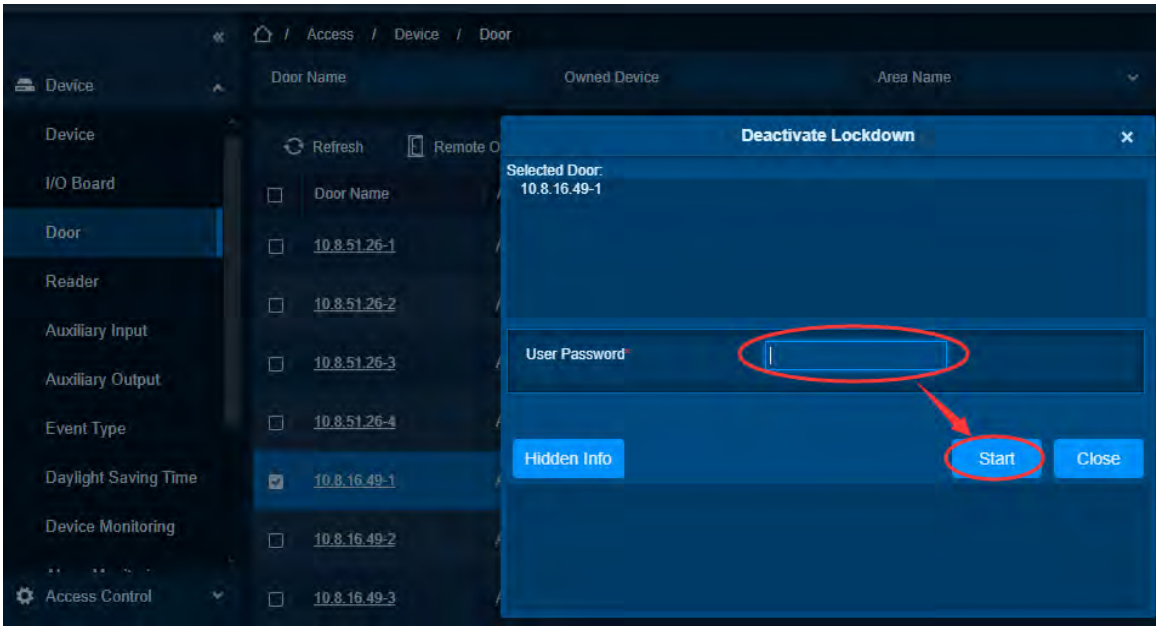 / Access / Device / Door
Device
Device
I/O Board
Door
Reader
Auxiliary Input
Auxiliary Output
Event Type
Daylight Saving Time
Device Monitoring
Access Control
Door Name Owned Device Area Name
Refresh Remote O
Door Name
10.8.51.26-1
10.8.51.26-2
10.8.51.26-3
10.8.51.26-4
10.8.16.49-1
10.8.16.49-2
10.8.16.49-3
Deactivate Lockdown ×
Selected Door:
10.8.16.49-1
User Password*
Hidden Info Start Close